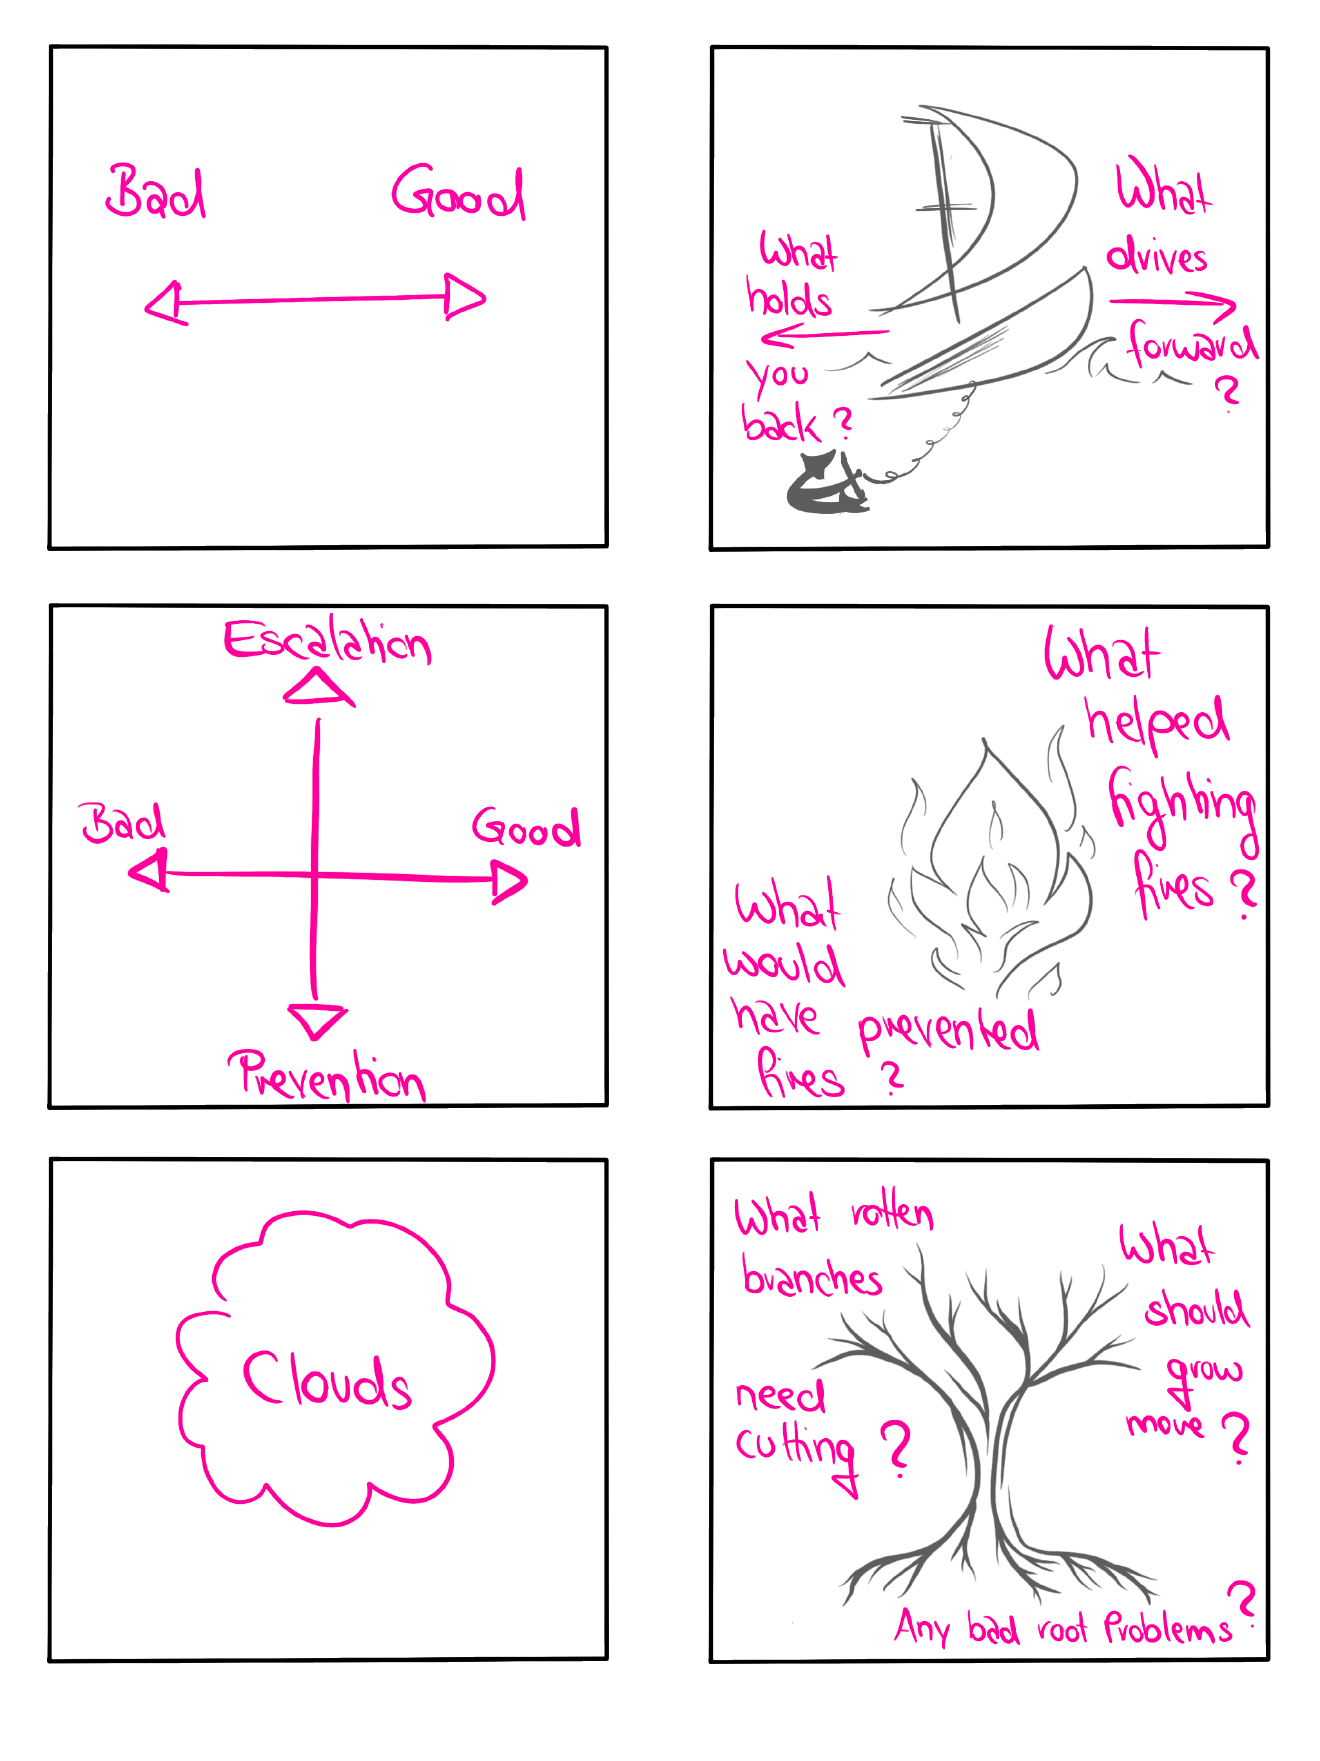 Bad Good
What
holds
you
back?
What
drives
forward
?
Escalation
Bad Good
Prevention
What
helped
fighting
fires?
What
would
have prevented
fires ?
Clouds
What rotten
branches
need
cutting?
What
should
grow
move?
Any bad root Problems?